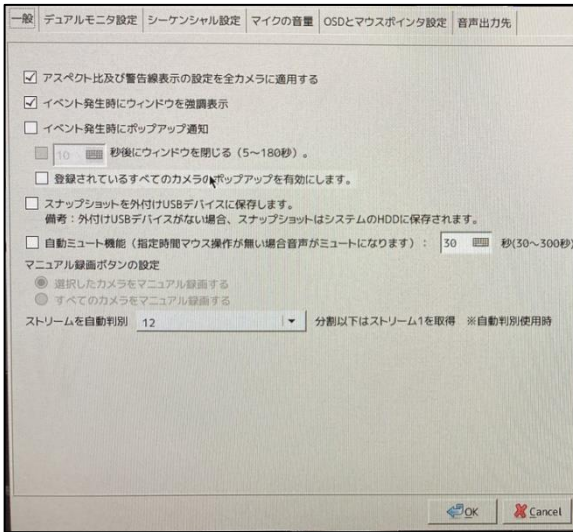 一般 デュアルモニタ設定 シーケンシャル設定 マイクの音量 OSDとマウスポインタ設定 音声出力先
アスペクト比及び警告線表示の設定を全カメラに適用する
イベント発生時にウィンドウを強調表示
イベント発生時にポップアップ通知
10 秒後にウィンドウを閉じる（5～180秒）。
登録されているすべてのカメラのポップアップを有効にします。
スナップショットを外付けUSBデバイスに保存します。
備考：外付けUSBデバイスがない場合、スナップショットはシステムのHDDに保存されます。
自動ミュート機能（指定時間マウス操作が無い場合音声がミュートになります）： 30 秒(30～300秒)
マニュアル録画ボタンの設定
選択したカメラをマニュアル録画する
すべてのカメラをマニュアル録画する
ストリームを自動判別 12 分割以下はストリーム1を取得 ※自動判別使用時
OK Cancel